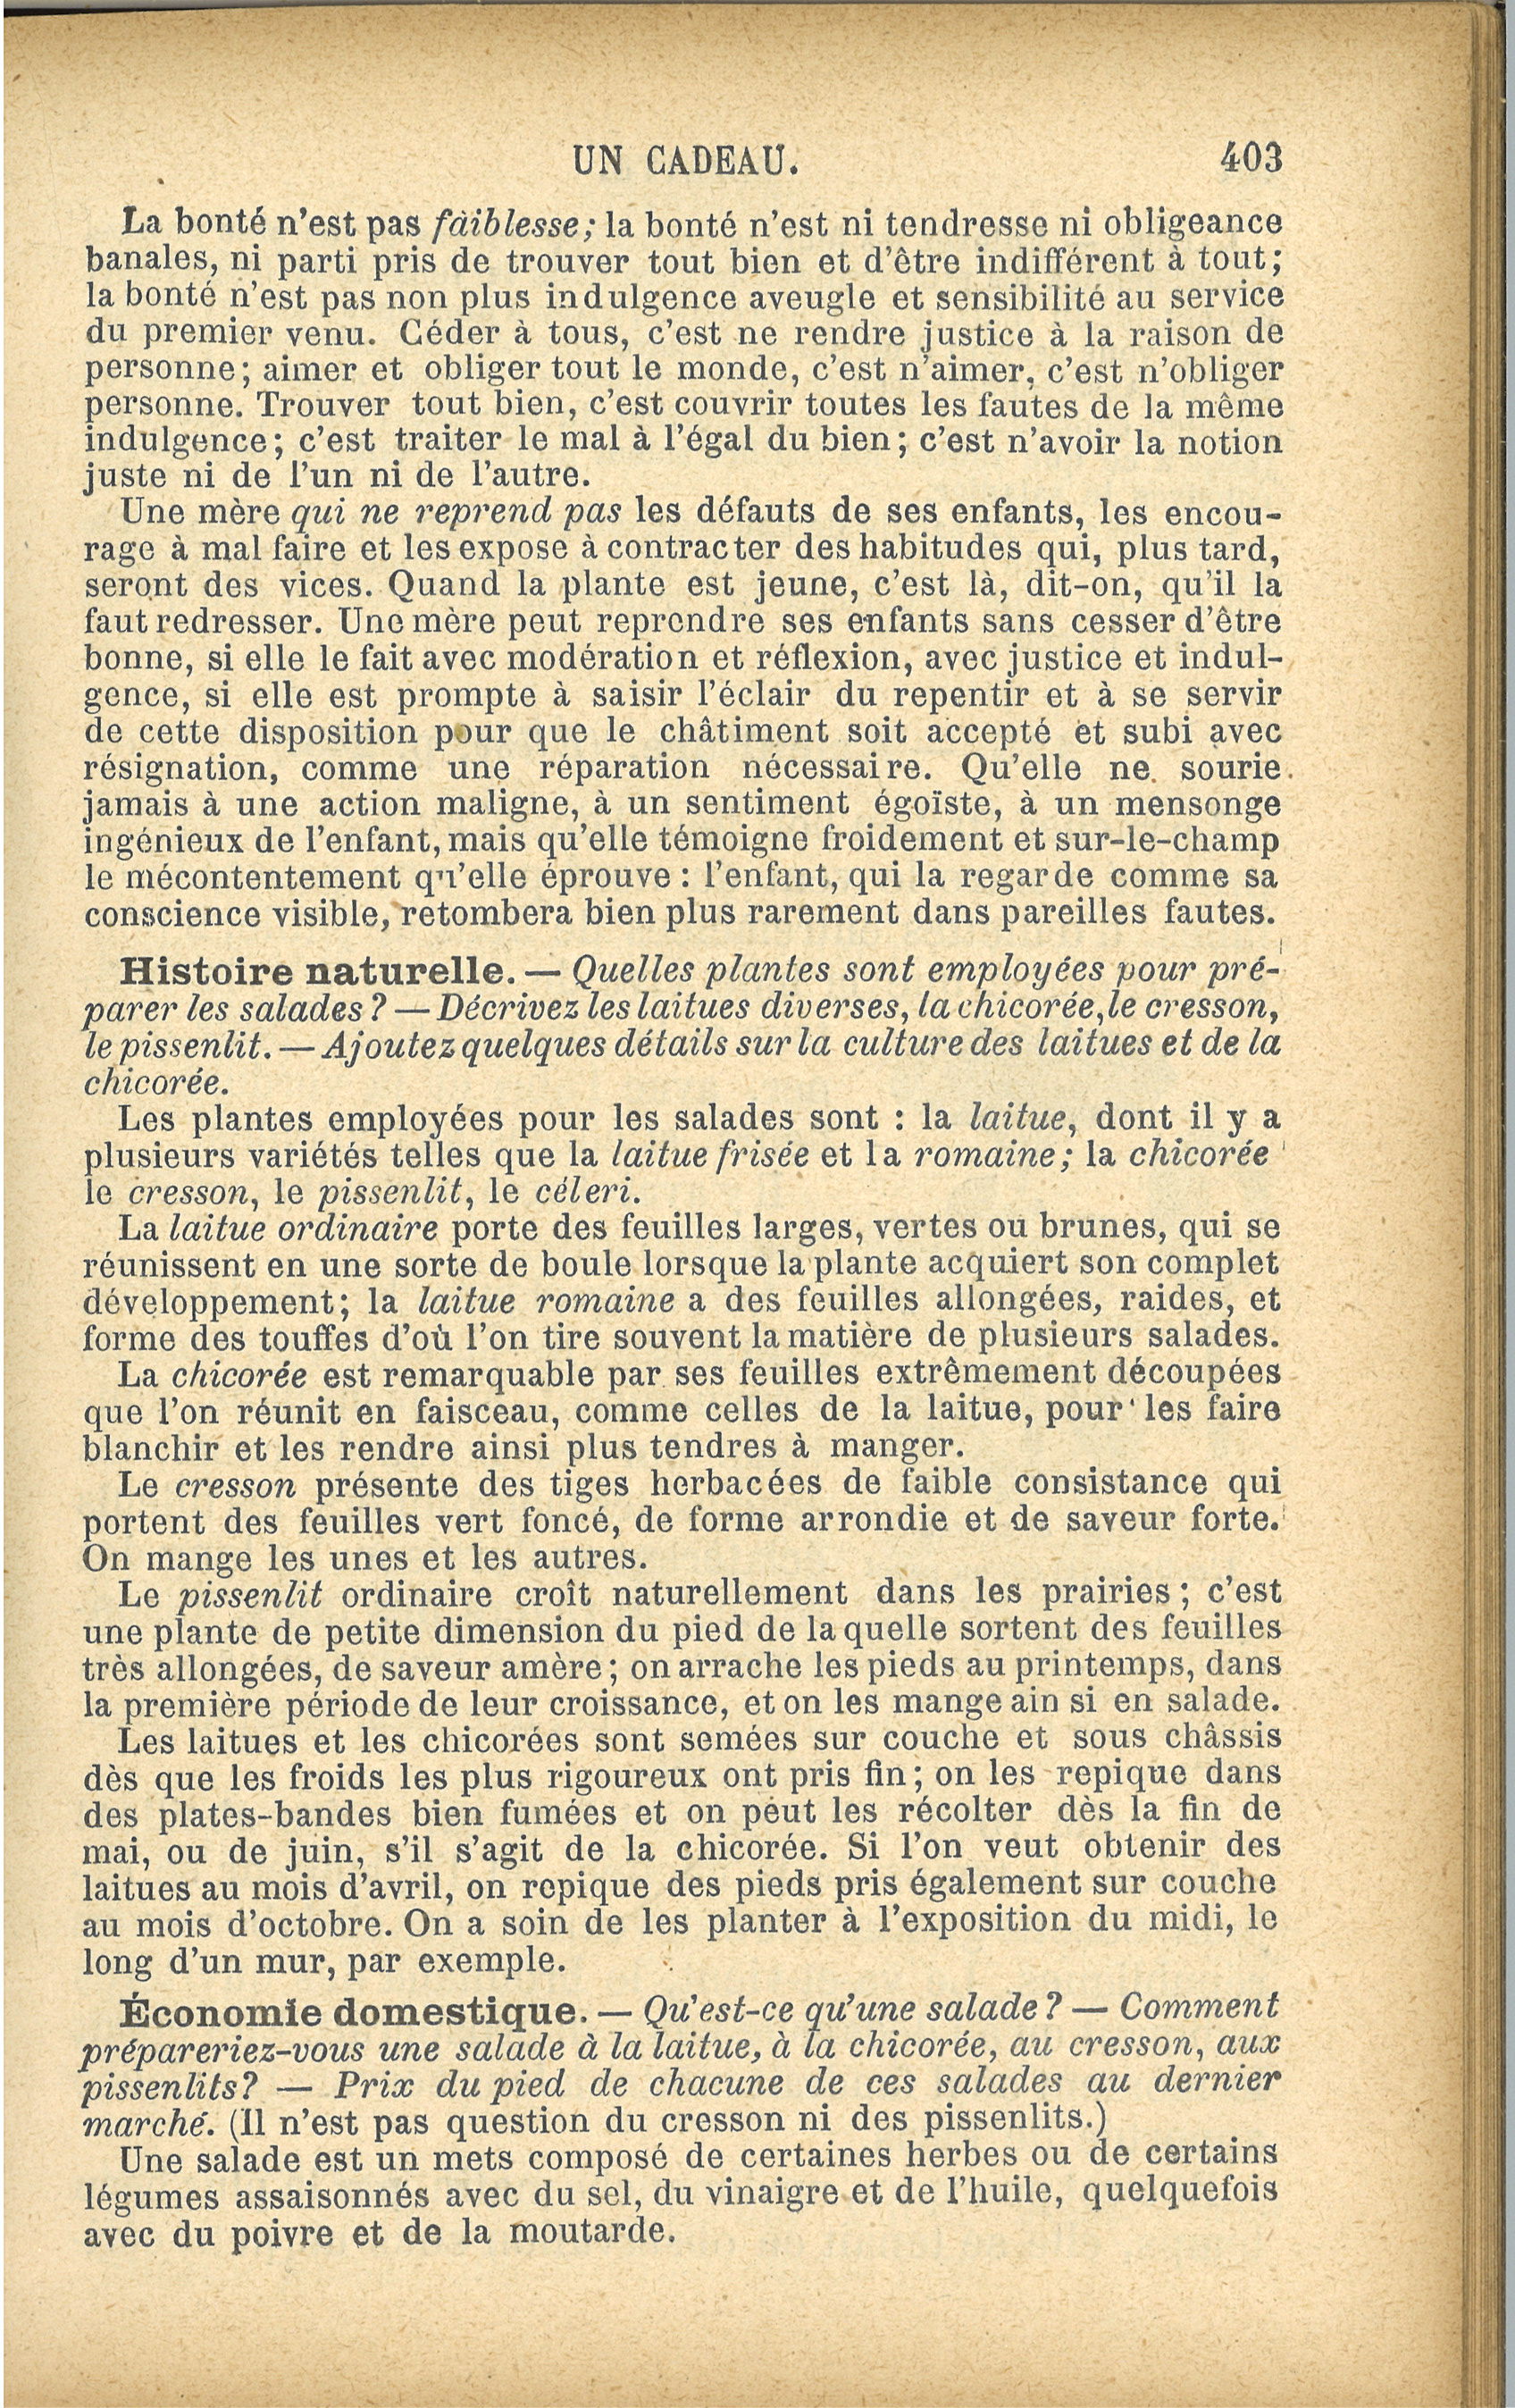 UN CADEAU. 403
La bonté n'est pas faiblesse; la bonté n'est ni tendresse ni obligeance
banales, ni parti pris de trouver tout bien et d'être indifférent à tout;
la bonté n'est pas non plus indulgence aveugle et sensibilité au service
du premier venu. Céder à tous, c'est ne rendre justice à la raison de
personne; aimer et obliger tout le monde, c'est n'aimer, c'est n'obliger
personne. Trouver tout bien, c'est couvrir toutes les fautes de la même
indulgence; c'est traiter le mal à l'égal du bien; c'est n'avoir la notion
juste ni de l'un ni de l'autre.
Une mère qui ne reprend pas les défauts de ses enfants, les encou-
rage à mal faire et les expose à contracter des habitudes qui, plus tard,
seront des vices. Quand la plante est jeune, c'est là, dit-on, qu'il la
faut redresser. Une mère peut reprendre ses enfants sans cesser d'être
bonne, si elle le fait avec modération et réflexion, avec justice et indul-
gence, si elle est prompte à saisir l'éclair du repentir et à se servir
de cette disposition pour que le châtiment soit accepté et subi avec
résignation, comme une réparation nécessaire. Qu'elle ne sourie
jamais à une action maligne, à un sentiment égoïste, à un mensonge
ingénieux de l'enfant, mais qu'elle témoigne froidement et sur-le-champ
le mécontentement qu'elle éprouve : l'enfant, qui la regarde comme sa
conscience visible, retombera bien plus rarement dans pareilles fautes.
Histoire naturelle. — Quelles plantes sont employées pour pré-
parer les salades ? — Décrivez les laitues diverses, la chicorée, le cresson,
le pissenlit. — Ajoutez quelques détails sur la culture des laitues et de la
chicorée.
Les plantes employées pour les salades sont : la laitue, dont il y a
plusieurs variétés telles que la laitue frisée et la romaine; la chicorée
le cresson, le pissenlit, le céleri.
La laitue ordinaire porte des feuilles larges, vertes ou brunes, qui se
réunissent en une sorte de boule lorsque la plante acquiert son complet
développement; la laitue romaine a des feuilles allongées, raides, et
forme des touffes d'où l'on tire souvent la matière de plusieurs salades.
La chicorée est remarquable par ses feuilles extrêmement découpées
que l'on réunit en faisceau, comme celles de la laitue, pour les faire
blanchir et les rendre ainsi plus tendres à manger.
Le cresson présente des tiges herbacées de faible consistance qui
portent des feuilles vert foncé, de forme arrondie et de saveur forte.
On mange les unes et les autres.
Le pissenlit ordinaire croît naturellement dans les prairies; c'est
une plante de petite dimension du pied de laquelle sortent des feuilles
très allongées, de saveur amère; on arrache les pieds au printemps, dans
la première période de leur croissance, et on les mange ain si en salade.
Les laitues et les chicorées sont semées sur couche et sous châssis
dès que les froids les plus rigoureux ont pris fin; on les repique dans
des plates-bandes bien fumées et on peut les récolter dès la fin de
mai, ou de juin, s'il s'agit de la chicorée. Si l'on veut obtenir des
laitues au mois d'avril, on repique des pieds pris également sur couche
au mois d'octobre. On a soin de les planter à l'exposition du midi, le
long d'un mur, par exemple.
Économie domestique. — Qu'est-ce qu'une salade ? — Comment
prépareriez-vous une salade à la laitue, à la chicorée, au cresson, aux
pissenlits? — Prix du pied de chacune de ces salades au dernier
marché. (Il n'est pas question du cresson ni des pissenlits.)
Une salade est un mets composé de certaines herbes ou de certains
légumes assaisonnés avec du sel, du vinaigre et de l'huile, quelquefois
avec du poivre et de la moutarde.